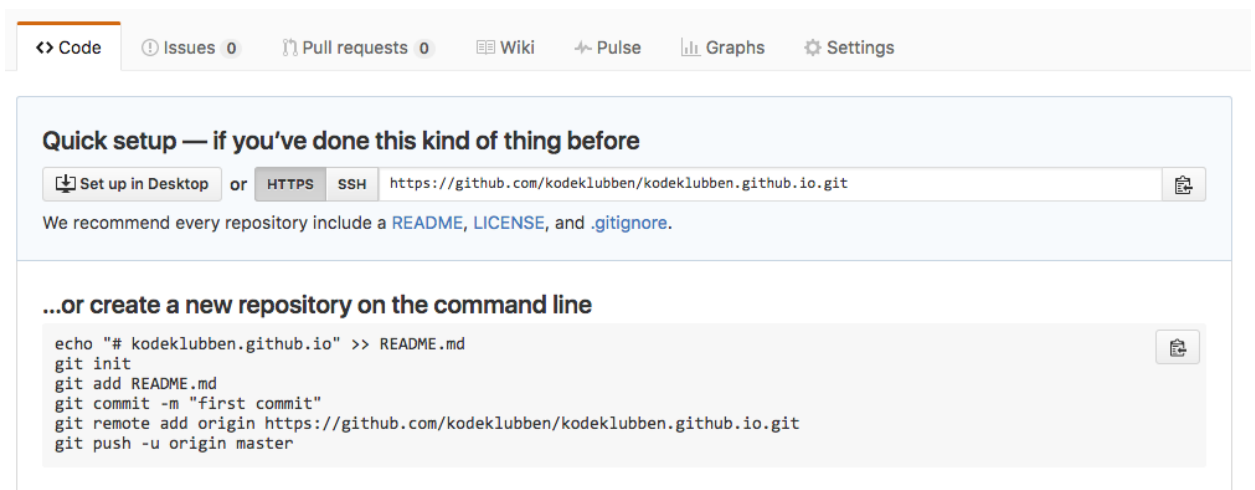 <> Code Issues 0 Pull requests 0 Wiki Pulse Graphs Settings
Quick setup — if you’ve done this kind of thing before
Set up in Desktop or HTTPS SSH https://github.com/kodeklubben/kodeklubben.github.io.git
We recommend every repository include a README, LICENSE, and .gitignore.
…or create a new repository on the command line
echo "# kodeklubben.github.io" >> README.md
git init
git add README.md
git commit -m "first commit"
git remote add origin https://github.com/kodeklubben/kodeklubben.github.io.git
git push -u origin master